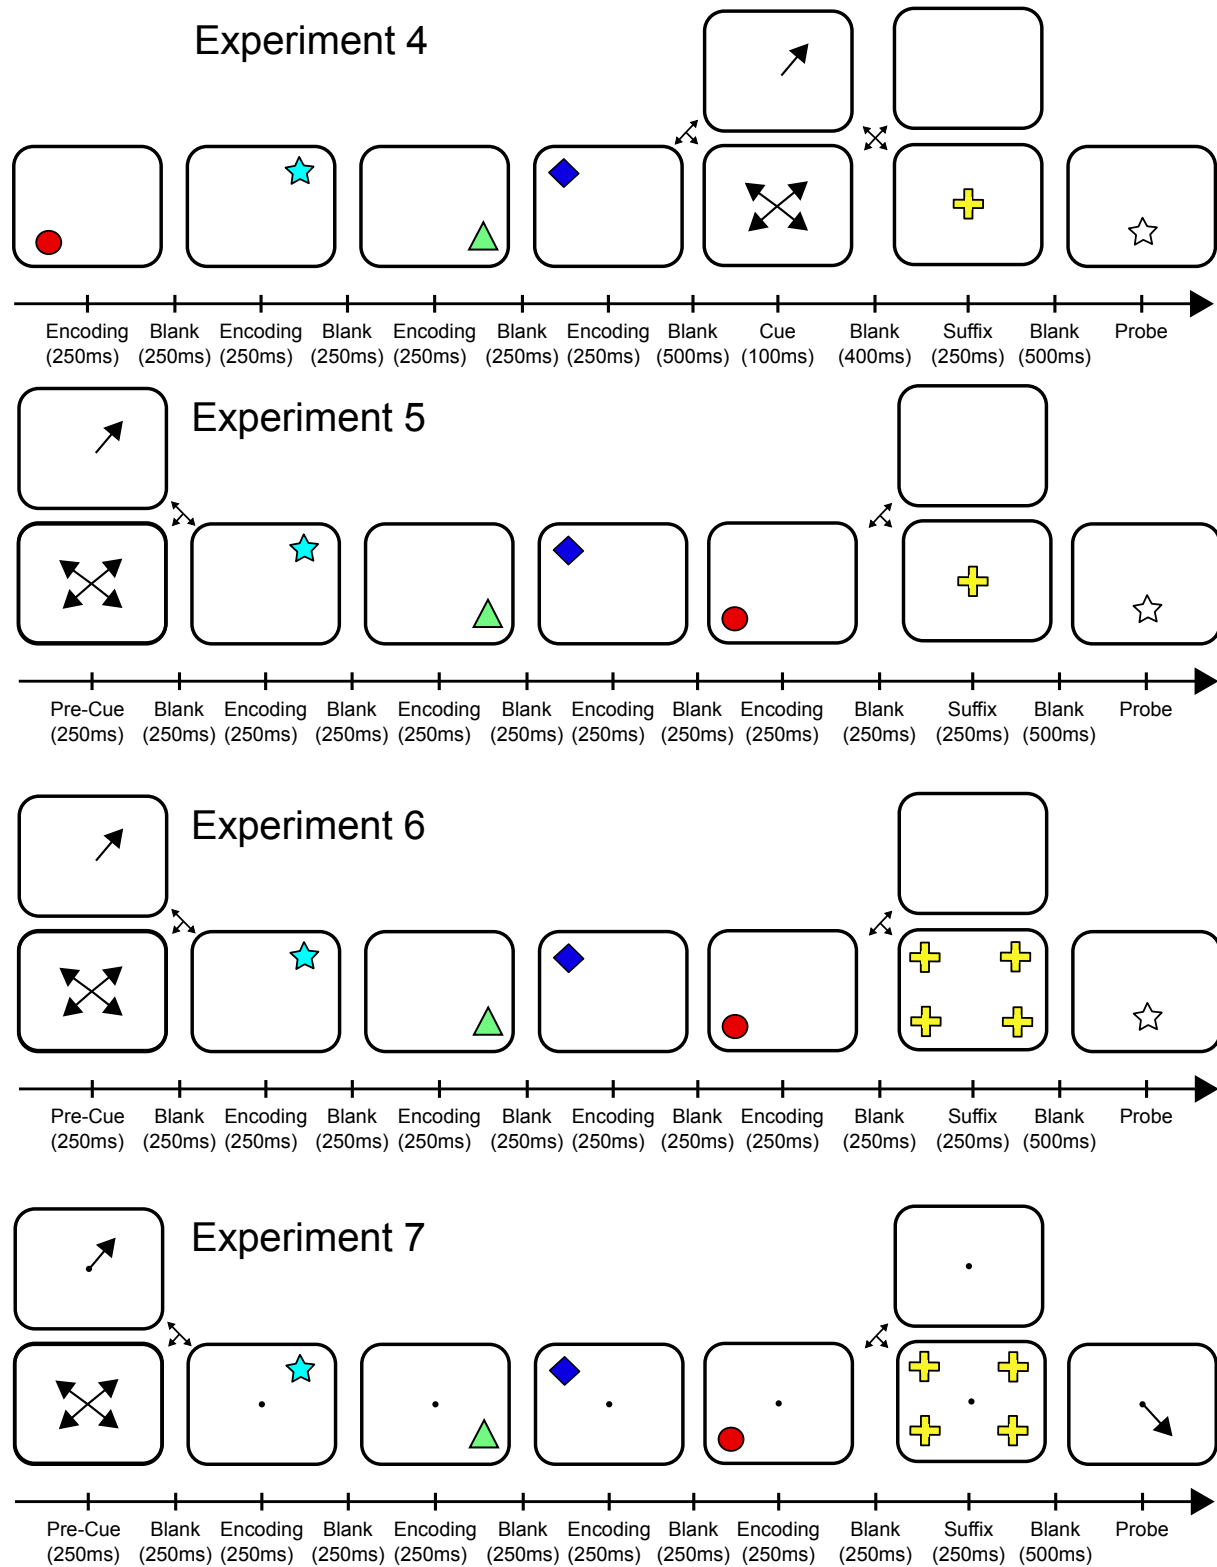 Experiment 4
Encoding Blank Encoding Blank Encoding Blank Encoding Blank Cue Blank Suffix Blank Probe
(250ms) (250ms) (250ms) (250ms) (250ms) (250ms) (250ms) (500ms) (100ms) (400ms) (250ms) (500ms)
Experiment 5
Pre-Cue Blank Encoding Blank Encoding Blank Encoding Blank Encoding Blank Suffix Blank Probe
(250ms) (250ms) (250ms) (250ms) (250ms) (250ms) (250ms) (250ms) (250ms) (250ms) (250ms) (500ms)
Experiment 6
Pre-Cue Blank Encoding Blank Encoding Blank Encoding Blank Encoding Blank Suffix Blank Probe
(250ms) (250ms) (250ms) (250ms) (250ms) (250ms) (250ms) (250ms) (250ms) (250ms) (250ms) (500ms)
Experiment 7
Pre-Cue Blank Encoding Blank Encoding Blank Encoding Blank Encoding Blank Suffix Blank Probe
(250ms) (250ms) (250ms) (250ms) (250ms) (250ms) (250ms) (250ms) (250ms) (250ms) (250ms) (500ms)